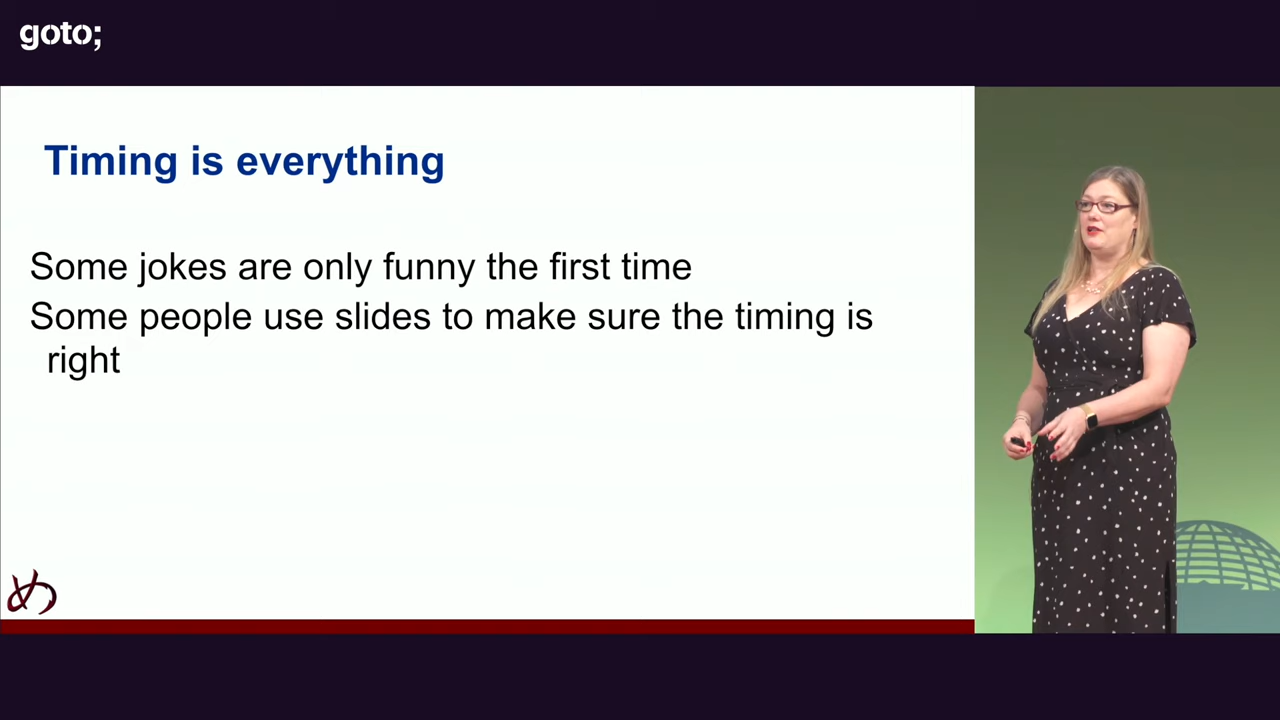 goto;
Timing is everything
Some jokes are only funny the first time
Some people use slides to make sure the timing is
right
め